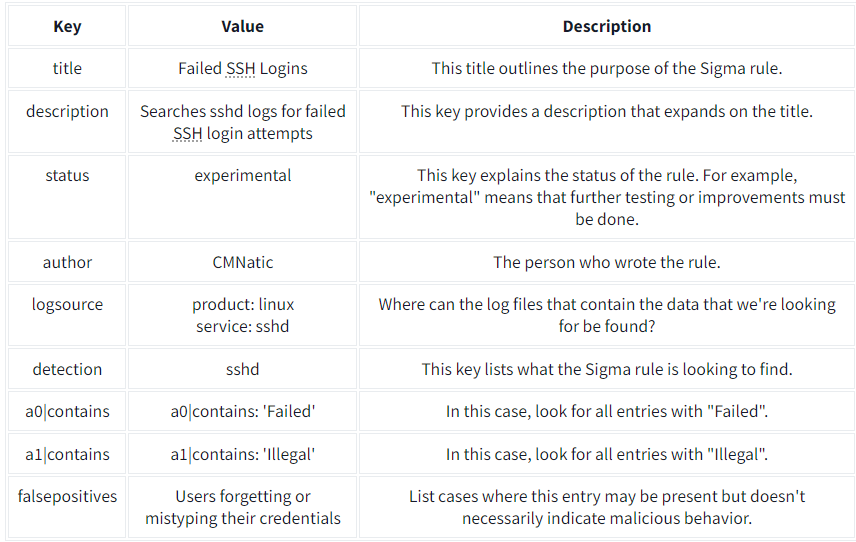 Key Value Description
title Failed SSH Logins This title outlines the purpose of the Sigma rule.
description Searches sshd logs for failed This key provides a description that expands on the title.
SSH login attempts
status experimental This key explains the status of the rule. For example,
"experimental" means that further testing or improvements must
be done.
author CMNatic The person who wrote the rule.
logsource product: linux Where can the log files that contain the data that we're looking
service: sshd for be found?
detection sshd This key lists what the Sigma rule is looking to find.
a0|contains a0|contains: 'Failed' In this case, look for all entries with "Failed".
a1|contains a1|contains: 'Illegal' In this case, look for all entries with "Illegal".
falsepositives Users forgetting or List cases where this entry may be present but doesn't
mistyping their credentials necessarily indicate malicious behavior.